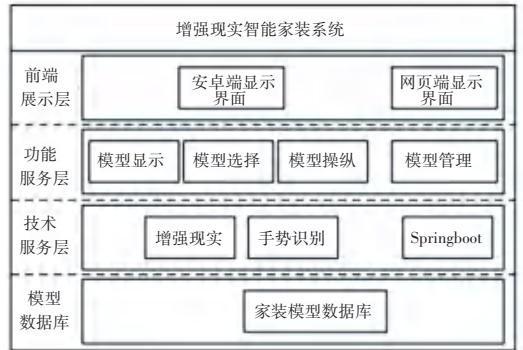 增强现实智能家装系统
前端
展示层
安卓端显示
界面
网页端显示
界面
功能
服务层
模型显示
模型选择
模型操纵
模型管理
技术
服务层
增强现实
手势识别
Springboot
模型
数据库
家装模型数据库